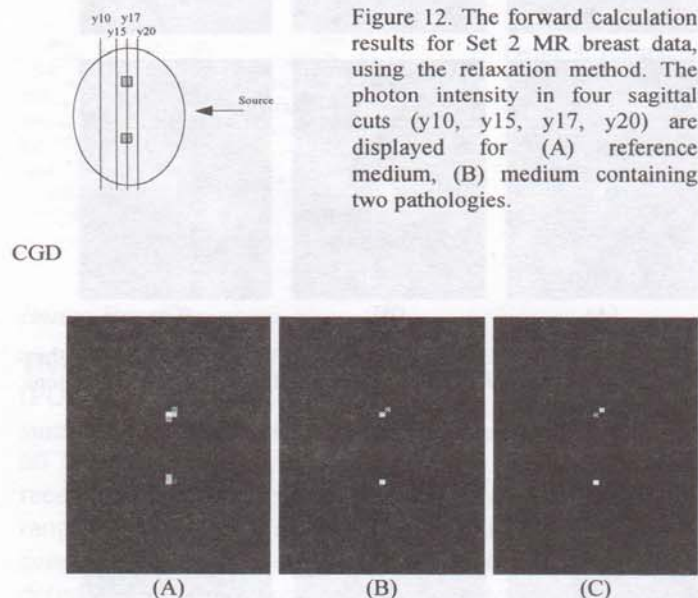 y10 y17
y15 y20
Source
Figure 12. The forward calculation
results for Set 2 MR breast data,
using the relaxation method. The
photon intensity in four sagittal
cuts (y10, y15, y17, y20) are
displayed for (A) reference
medium, (B) medium containing
two pathologies.
CGD
(A) (B) (C)